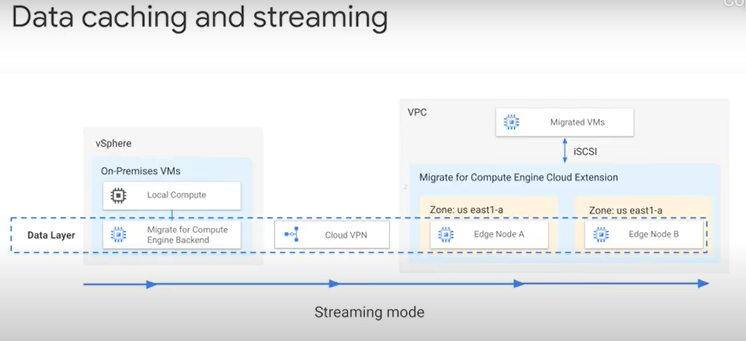 Data caching and streaming
VPC
Migrated VMs
vSphere
iSCSI
On-Premises VMs
Migrate for Compute Engine Cloud Extension
Local Compute
Zone: us east1-a
Zone: us east1-a
Data Layer
Migrate for Compute
Engine Backend
Cloud VPN
Edge Node A
Edge Node B
Streaming mode